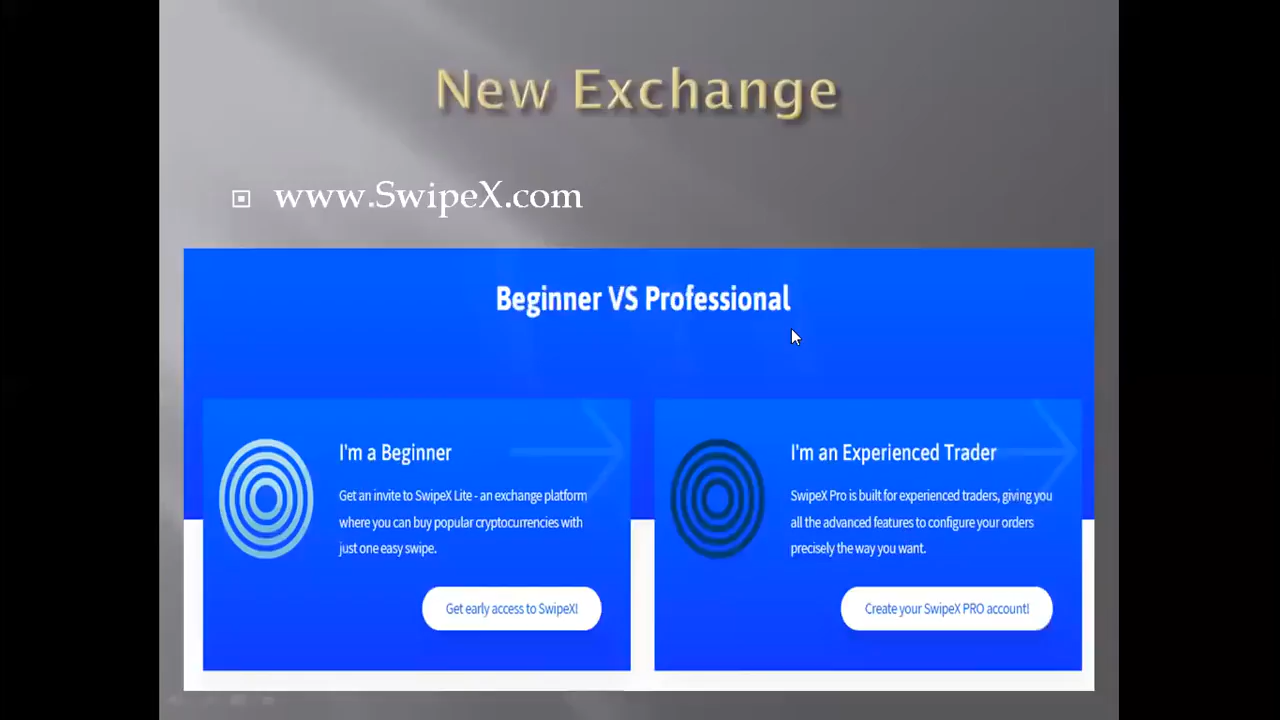 New Exchange
www.SwipeX.com
Beginner VS Professional
I'm a Beginner
Get an invite to SwipeX Lite - an exchange platform
where you can buy popular cryptocurrencies with
just one easy swipe.
Get early access to SwipeX!
I'm an Experienced Trader
SwipeX Pro is built for experienced traders, giving you
all the advanced features to configure your orders
precisely the way you want.
Create your SwipeX PRO account!